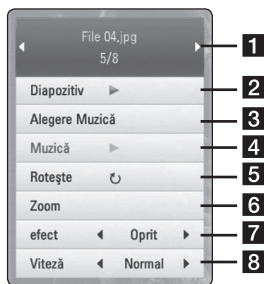 File 04.jpg
5/8
1
Diapozitiv
2
Alegere Muzică
3
Muzică
4
Roteşte
5
Zoom
6
efect Oprit
7
Viteză Normal
8